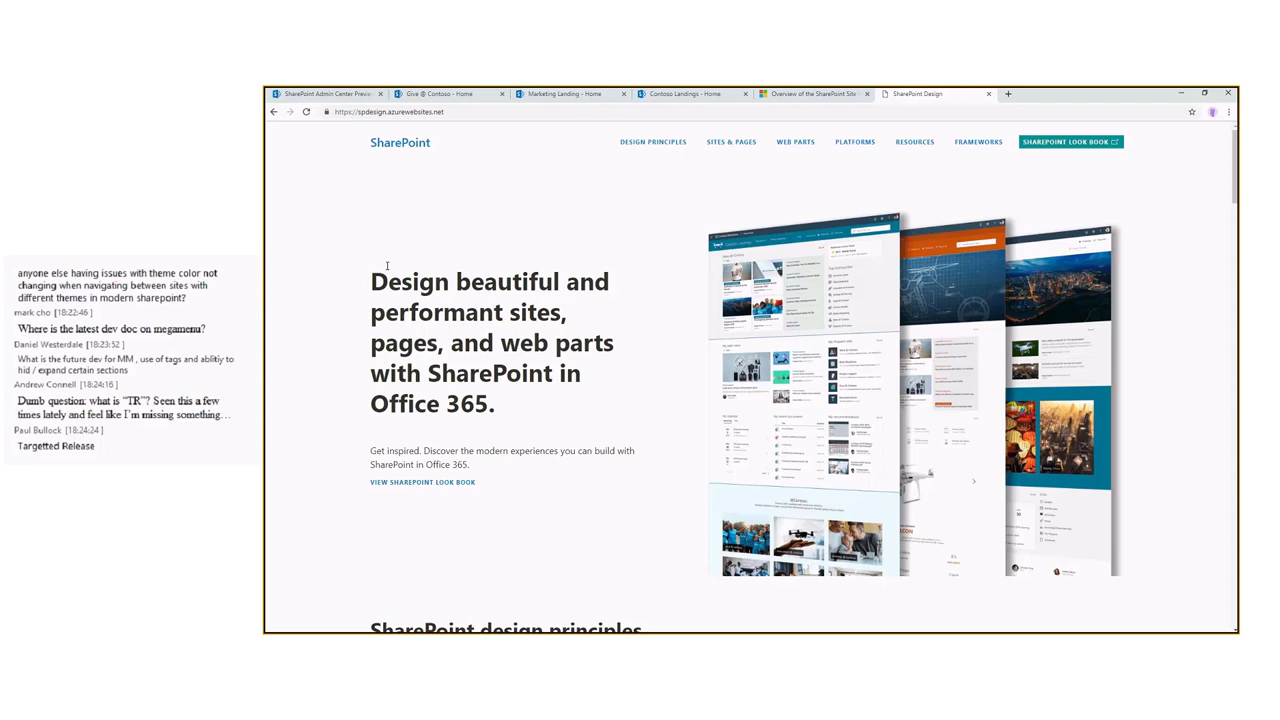 anyone else having issues with theme color not
changing when navigating between sites with
different themes in modern sharepoint?
mark cho [18:22:46 ]
Where is the latest dev doc on megamenu?
Daniel Westerdale [18:23:52 ]
What is the future dev for MM , use of tags and abliity to
hid / expand certain sections
Andrew Connell [18:24:16 ]
Dumb question: what is “TR”? Seen this a few
times lately and feel like I’m missing something…
Paul Bullock [18:24:24 ]
Targetted Release
SharePoint Admin Center Previe
Give @ Contoso - Home
Marketing Landing - Home
Contoso Landings - Home
Overview of the SharePoint Site
SharePoint Design
https://spdesign.azurewebsites.net
SharePoint
DESIGN PRINCIPLES
SITES & PAGES
WEB PARTS
PLATFORMS
RESOURCES
FRAMEWORKS
SHAREPOINT LOOK BOOK
Design beautiful and
performant sites,
pages, and web parts
with SharePoint in
Office 365.
Get inspired. Discover the modern experiences you can build with
SharePoint in Office 365.
VIEW SHAREPOINT LOOK BOOK
SharePoint design principles